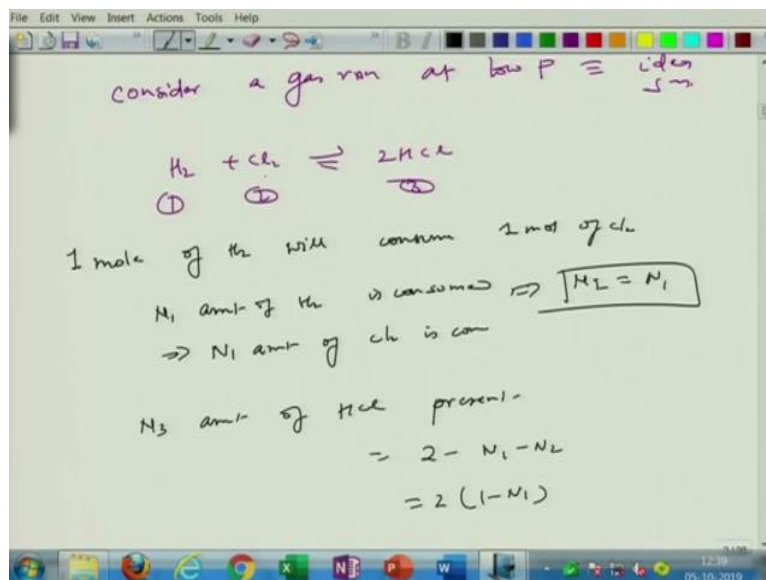 File Edit View Insert Actions Tools Help
consider a gas rxn at low P ≡ iden
H₂ + Cl₂ ⇌ 2HCl
① ② ③
1 mole of H₂ will consume 1 mol of Cl₂
N₁ amt of H₂ is consumed ⇒ N₂ = N₁
⇒ N₁ amt of Cl₂ is con
N₃ amt of HCl present.
= 2 - N₁ - N₂
= 2 (1-N₁)
12:39
05-10-2019